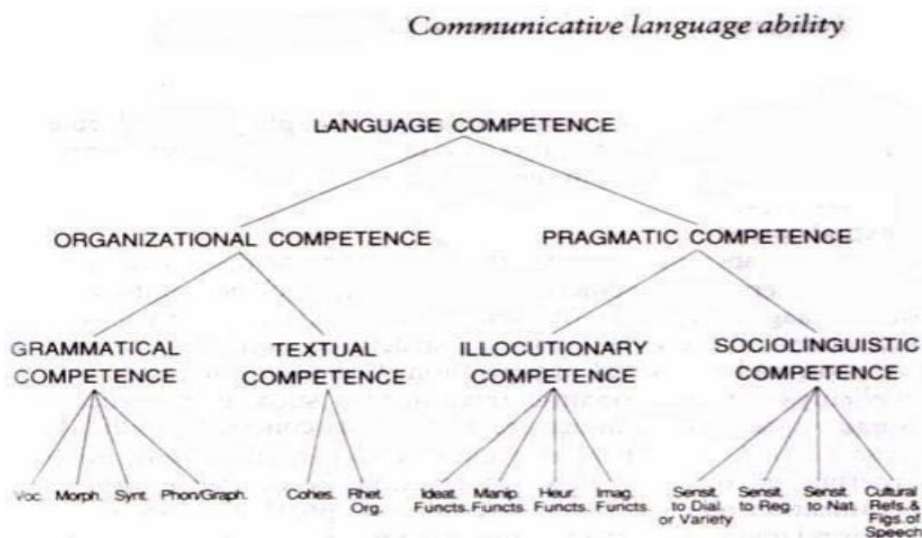 Communicative language ability
LANGUAGE COMPETENCE
ORGANIZATIONAL COMPETENCE
PRAGMATIC COMPETENCE
GRAMMATICAL
COMPETENCE
TEXTUAL
COMPETENCE
ILLOCUTIONARY
COMPETENCE
SOCIOLINGUISTIC
COMPETENCE
Voc.
Morph.
Synt.
Phon/Graph.
Cohes.
Rhet.
Org.
Ideat.
Functs.
Manip.
Functs.
Heur.
Functs.
Imag.
Functs.
Sensit.
to Dial.
or Variety
Sensit.
to Reg.
Sensit.
to Nat.
Cultural
Refs.&
Figs.of
Speech